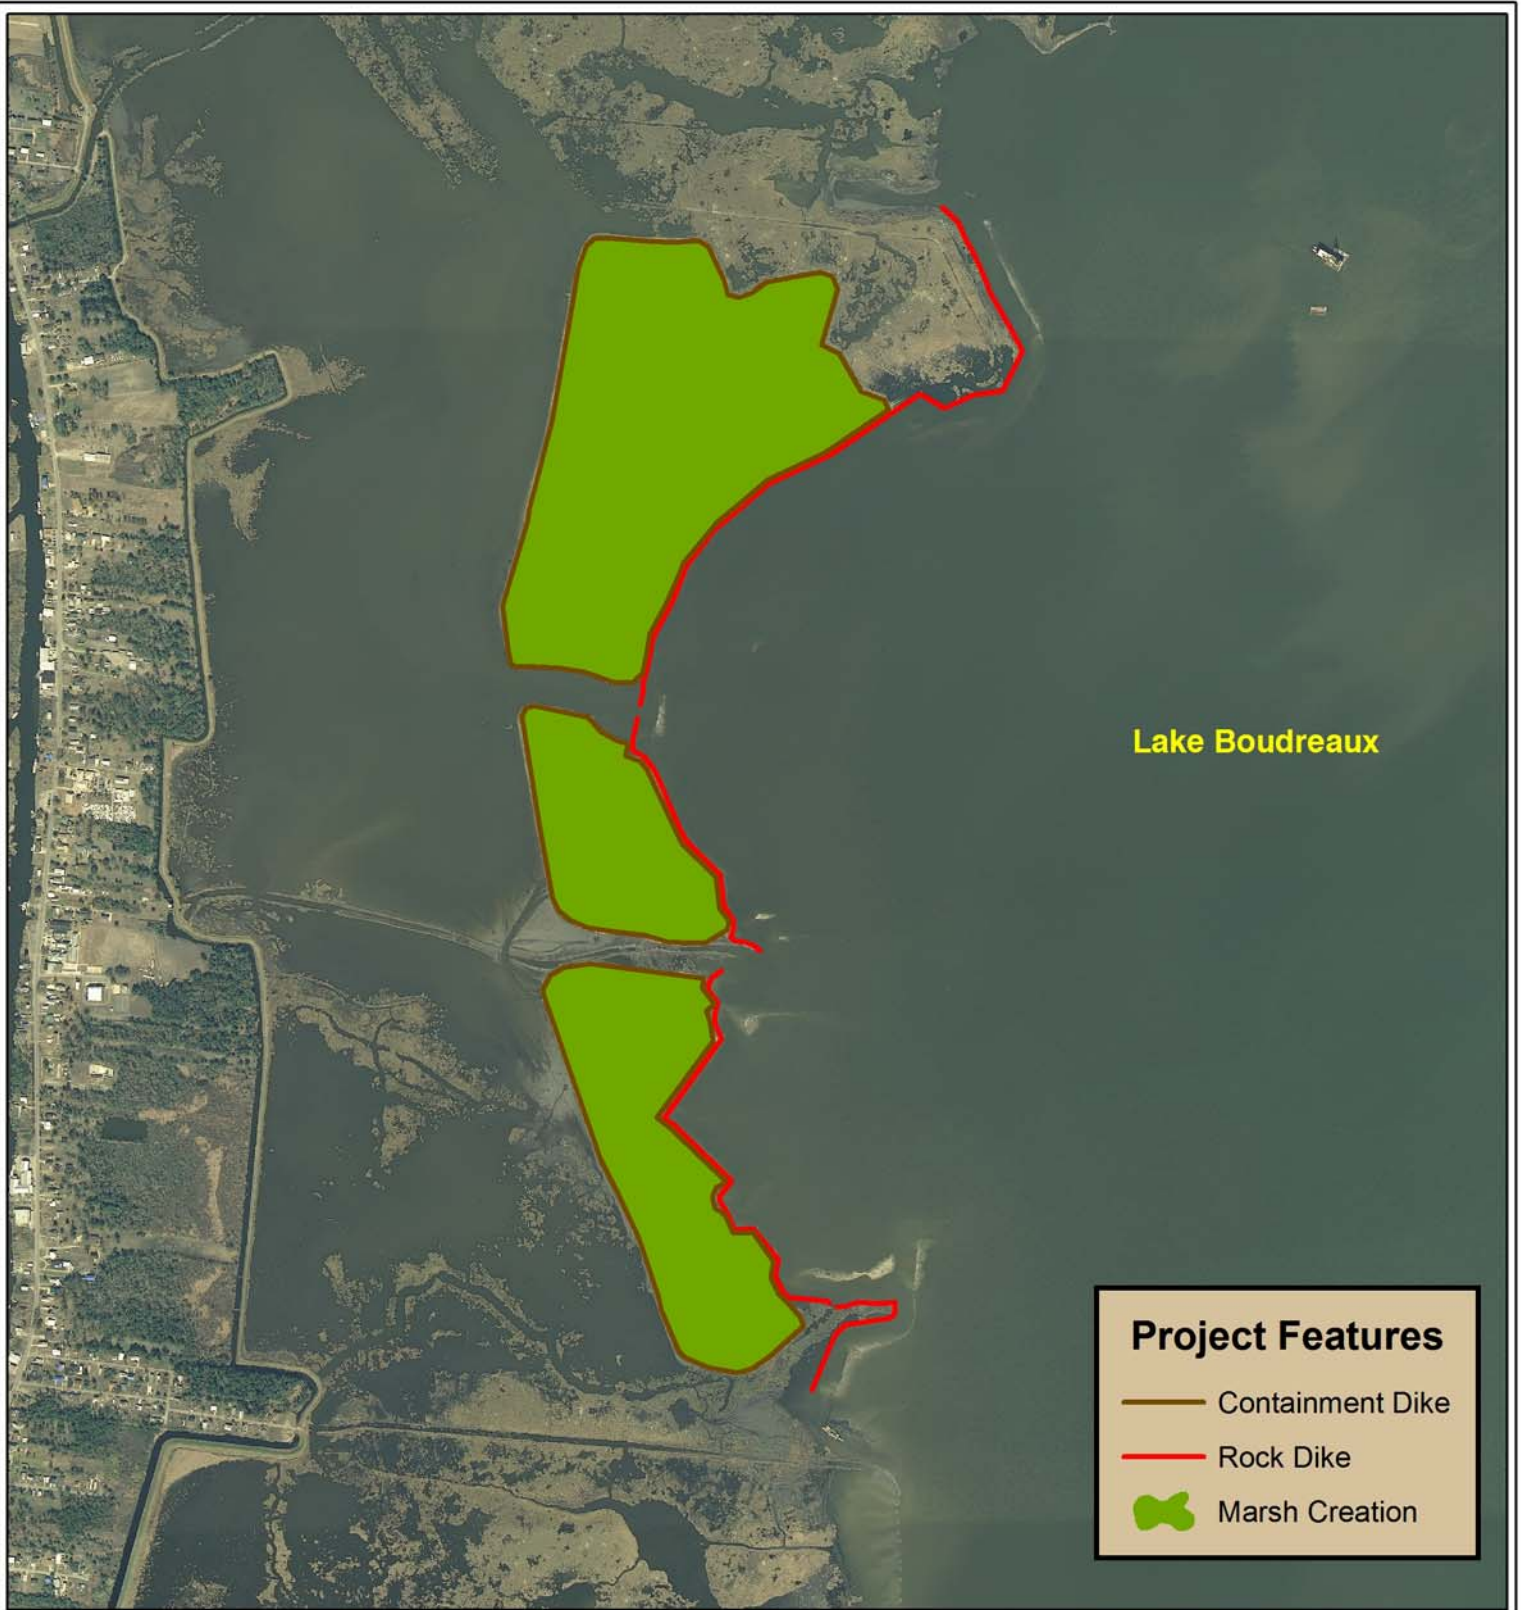 Lake Boudreaux
Project Features
Containment Dike
Rock Dike
Marsh Creation